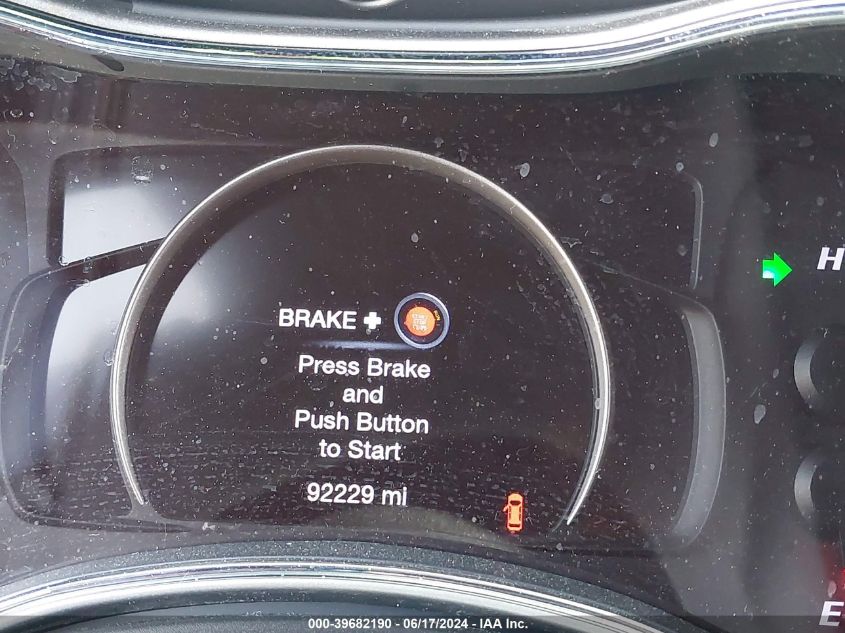 H
BRAKE +
Press Brake
and
Push Button
to Start
92229 mi
E
000-39682190 - 06/17/2024 - IAA Inc.